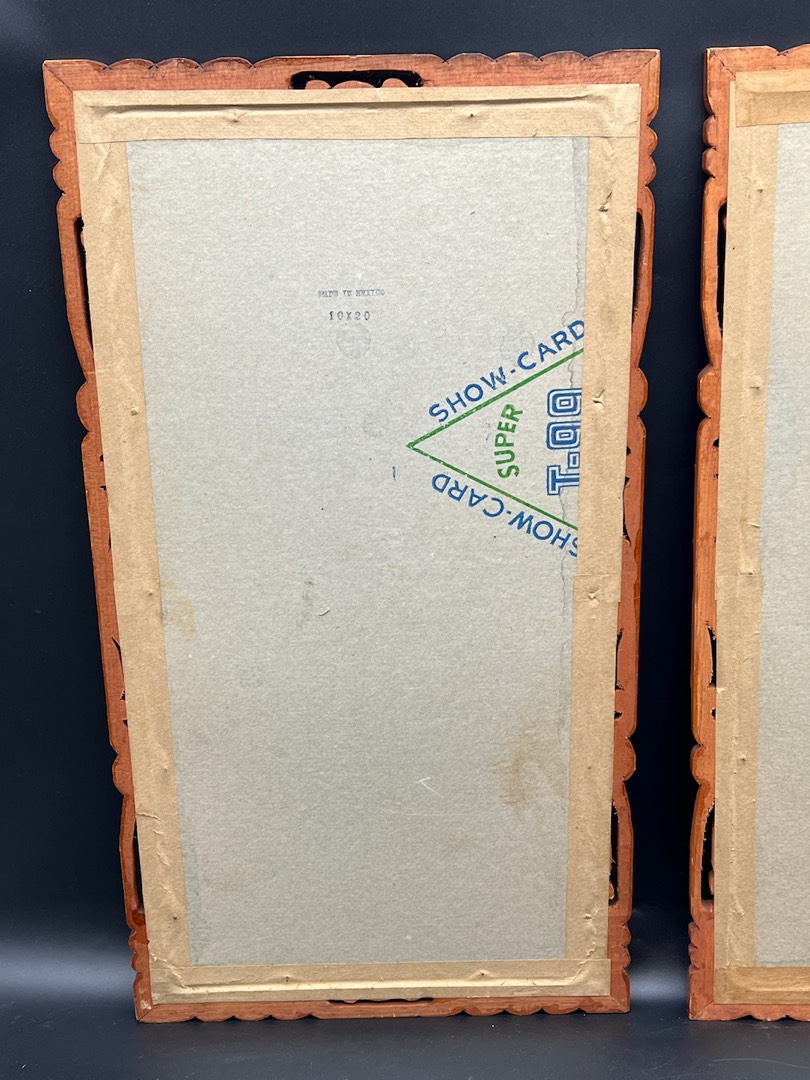 MADE IN MEXICO
10X20
SHOW-CARD
SUPER
T-99
SHOW-CARD